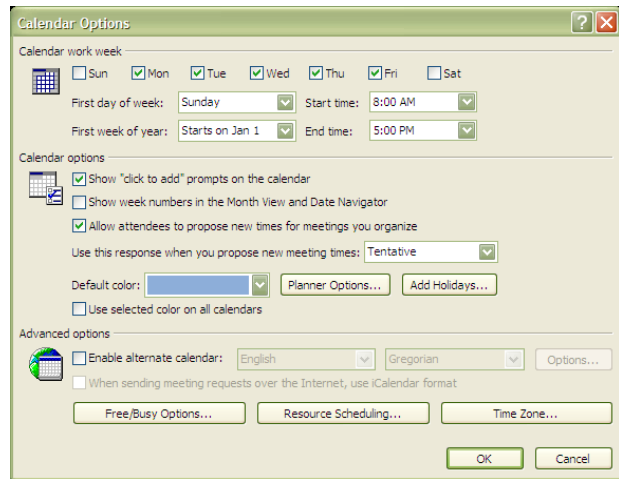 Calendar Options
Calendar work week
Sun Mon Tue Wed Thu Fri Sat
First day of week: Sunday Start time: 8:00 AM
First week of year: Starts on Jan 1 End time: 5:00 PM
Calendar options
Show "click to add" prompts on the calendar
Show week numbers in the Month View and Date Navigator
Allow attendees to propose new times for meetings you organize
Use this response when you propose new meeting times: Tentative
Default color: Planner Options... Add Holidays...
Use selected color on all calendars
Advanced options
Enable alternate calendar: English Gregorian Options...
When sending meeting requests over the Internet, use iCalendar format
Free/Busy Options... Resource Scheduling... Time Zone...
OK Cancel